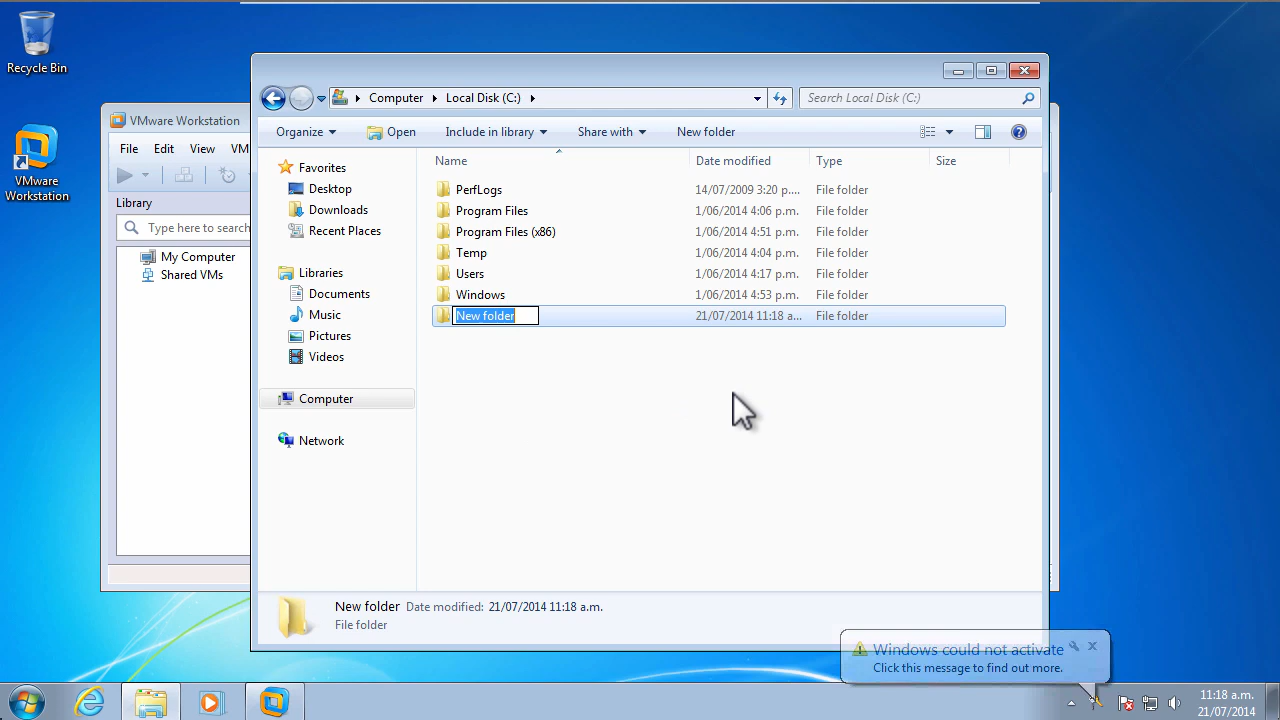 Recycle Bin
VMware
Workstation
VMware Workstation
File Edit View VM
Library
Type here to search
My Computer
Shared VMs
Computer Local Disk (C:)
Search Local Disk (C:)
Organize Open Include in library Share with New folder
Favorites
Desktop
Downloads
Recent Places
Libraries
Documents
Music
Pictures
Videos
Computer
Network
Name Date modified Type Size
PerfLogs 14/07/2009 3:20 p.... File folder
Program Files 1/06/2014 4:06 p.m. File folder
Program Files (x86) 1/06/2014 4:51 p.m. File folder
Temp 1/06/2014 4:04 p.m. File folder
Users 1/06/2014 4:17 p.m. File folder
Windows 1/06/2014 4:53 p.m. File folder
New folder 21/07/2014 11:18 a... File folder
New folder Date modified: 21/07/2014 11:18 a.m.
File folder
Windows could not activate
Click this message to find out more.
11:18 a.m.
21/07/2014